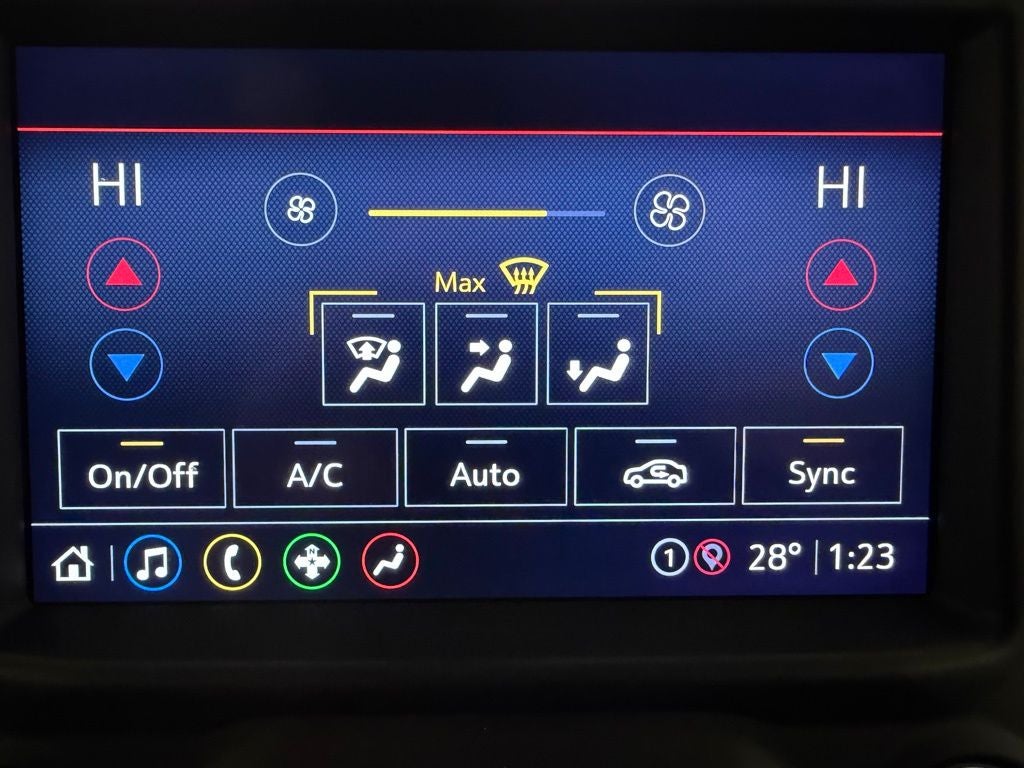 HI HI
Max
On/Off A/C Auto Sync
N
1 28° 1:23